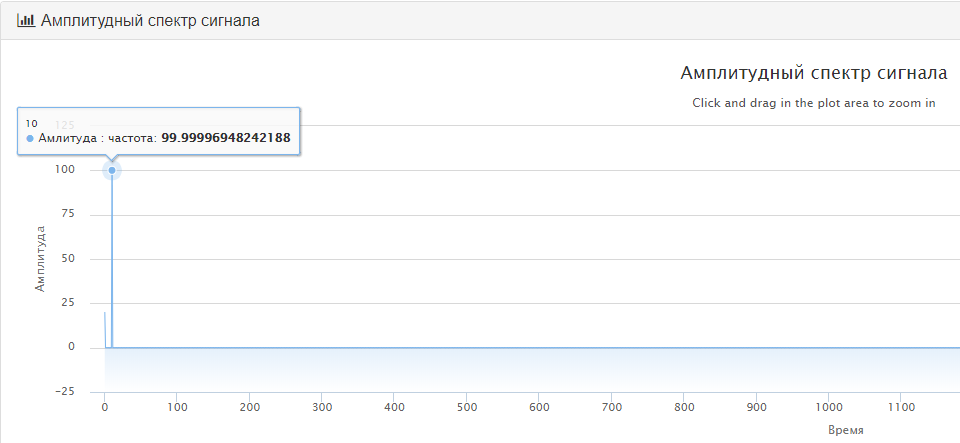 Амплитудный спектр сигнала
Амплитудный спектр сигнала
Click and drag in the plot area to zoom in
10
Амлитуда : частота: 99.99996948242188
125
100
75
50
25
0
-25
Амплитуда
0 100 200 300 400 500 600 700 800 900 1000 1100
Время